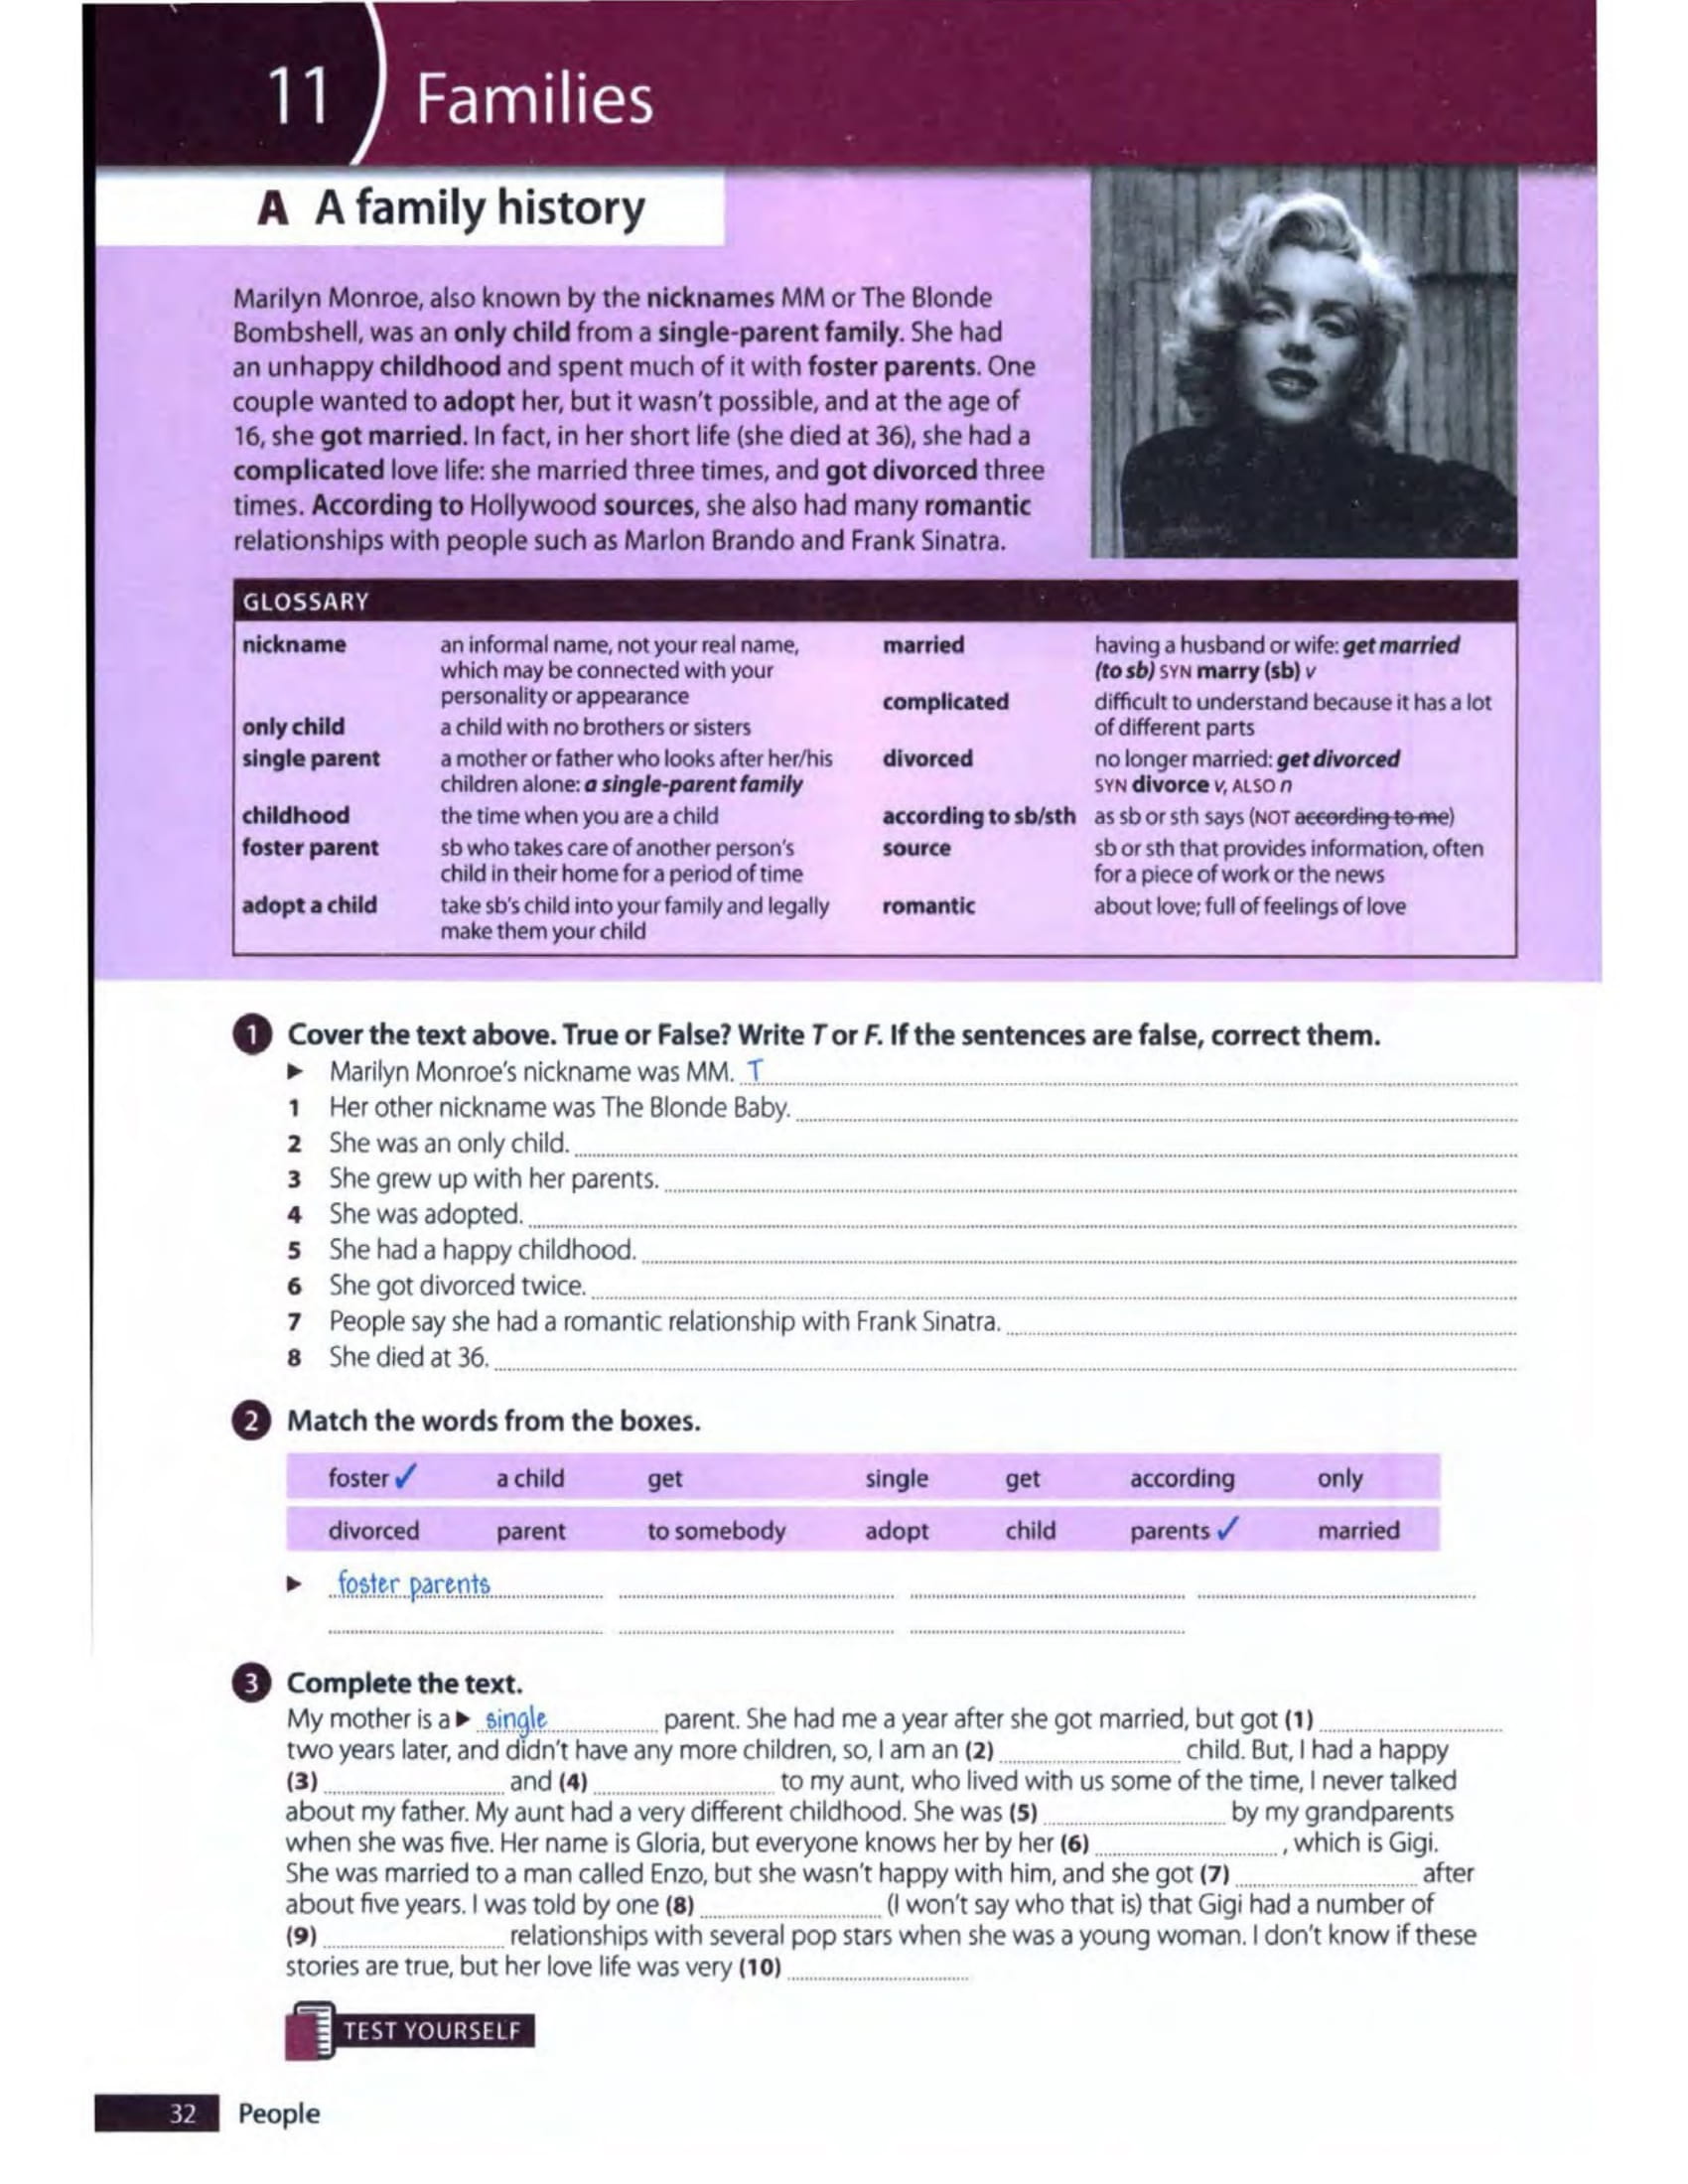 11 Families
A A family history
Marilyn Monroe, also known by the nicknames MM or The Blonde
Bombshell, was an only child from a single-parent family. She had
an unhappy childhood and spent much of it with foster parents. One
couple wanted to adopt her, but it wasn't possible, and at the age of
16, she got married. In fact, in her short life (she died at 36), she had a
complicated love life: she married three times, and got divorced three
times. According to Hollywood sources, she also had many romantic
relationships with people such as Marlon Brando and Frank Sinatra.
GLOSSARY
nickname an informal name, not your real name,
which may be connected with your
personality or appearance
only child a child with no brothers or sisters
single parent a mother or father who looks after her/his
children alone: a single-parent family
childhood the time when you are a child
foster parent sb who takes care of another person's
child in their home for a period of time
adopt a child take sb's child into your family and legally
make them your child
married having a husband or wife: get married
(to sb) SYN marry (sb) v
complicated difficult to understand because it has a lot
of different parts
divorced no longer married: get divorced
SYN divorce v, ALSO n
according to sb/sth as sb or sth says (NOT according to me)
source sb or sth that provides information, often
for a piece of work or the news
romantic about love; full of feelings of love
1 Cover the text above. True or False? Write T or F. If the sentences are false, correct them.
▶ Marilyn Monroe's nickname was MM. T
1 Her other nickname was The Blonde Baby.
2 She was an only child.
3 She grew up with her parents.
4 She was adopted.
5 She had a happy childhood.
6 She got divorced twice.
7 People say she had a romantic relationship with Frank Sinatra.
8 She died at 36.
2 Match the words from the boxes.
foster ✓ a child get single get according only
divorced parent to somebody adopt child parents ✓ married
▶ foster parents
3 Complete the text.
My mother is a ▶ single parent. She had me a year after she got married, but got (1)
two years later, and didn't have any more children, so, I am an (2) child. But, I had a happy
(3) and (4) to my aunt, who lived with us some of the time, I never talked
about my father. My aunt had a very different childhood. She was (5) by my grandparents
when she was five. Her name is Gloria, but everyone knows her by her (6) , which is Gigi.
She was married to a man called Enzo, but she wasn't happy with him, and she got (7) after
about five years. I was told by one (8) (I won't say who that is) that Gigi had a number of
(9) relationships with several pop stars when she was a young woman. I don't know if these
stories are true, but her love life was very (10)
TEST YOURSELF
32 People